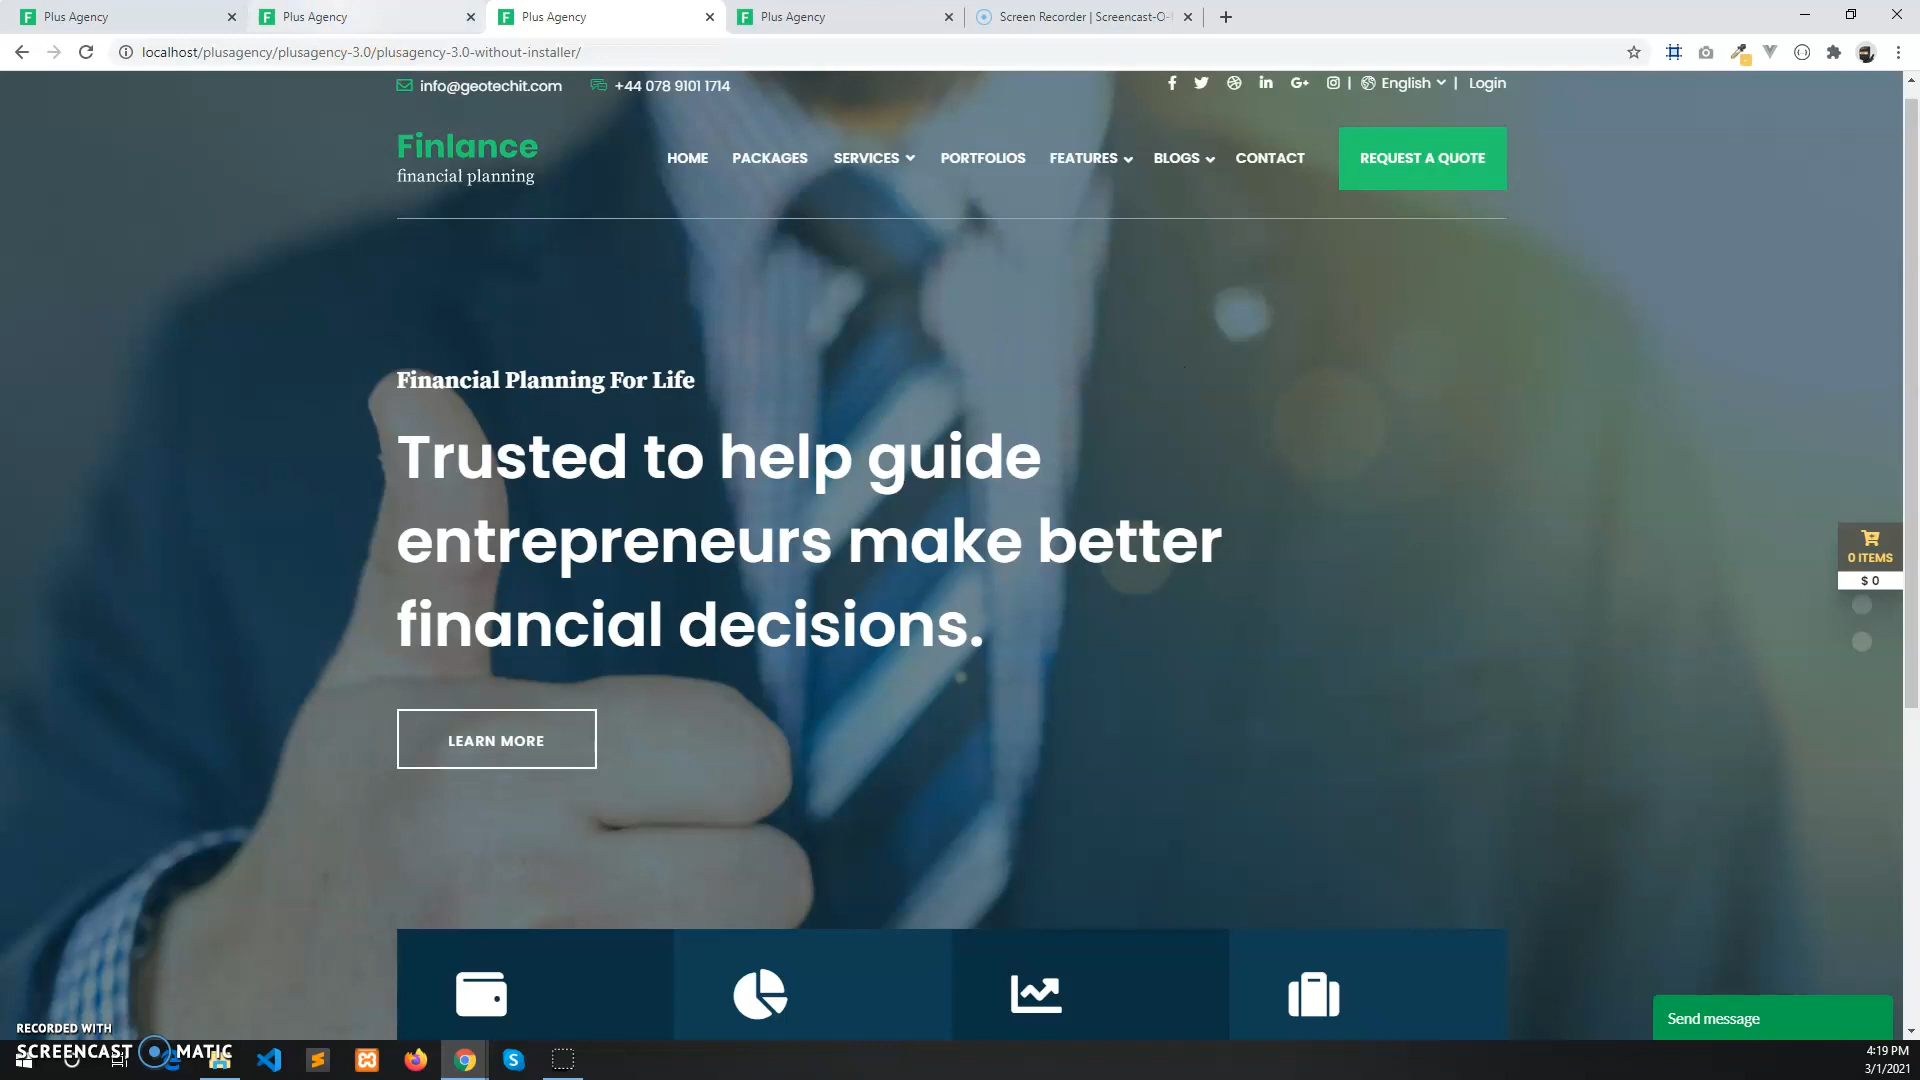 Plus Agency
Plus Agency
Plus Agency
Plus Agency
Screen Recorder | Screencast-O-
localhost/plusagency/plusagency-3.0/plusagency-3.0-without-installer/
info@geotechit.com
+44 078 9101 1714
English
Login
Finlance
financial planning
HOME
PACKAGES
SERVICES
PORTFOLIOS
FEATURES
BLOGS
CONTACT
REQUEST A QUOTE
Financial Planning For Life
Trusted to help guide
entrepreneurs make better
financial decisions.
LEARN MORE
0 ITEMS
$ 0
Send message
RECORDED WITH
SCREENCAST MATIC
4:19 PM
3/1/2021